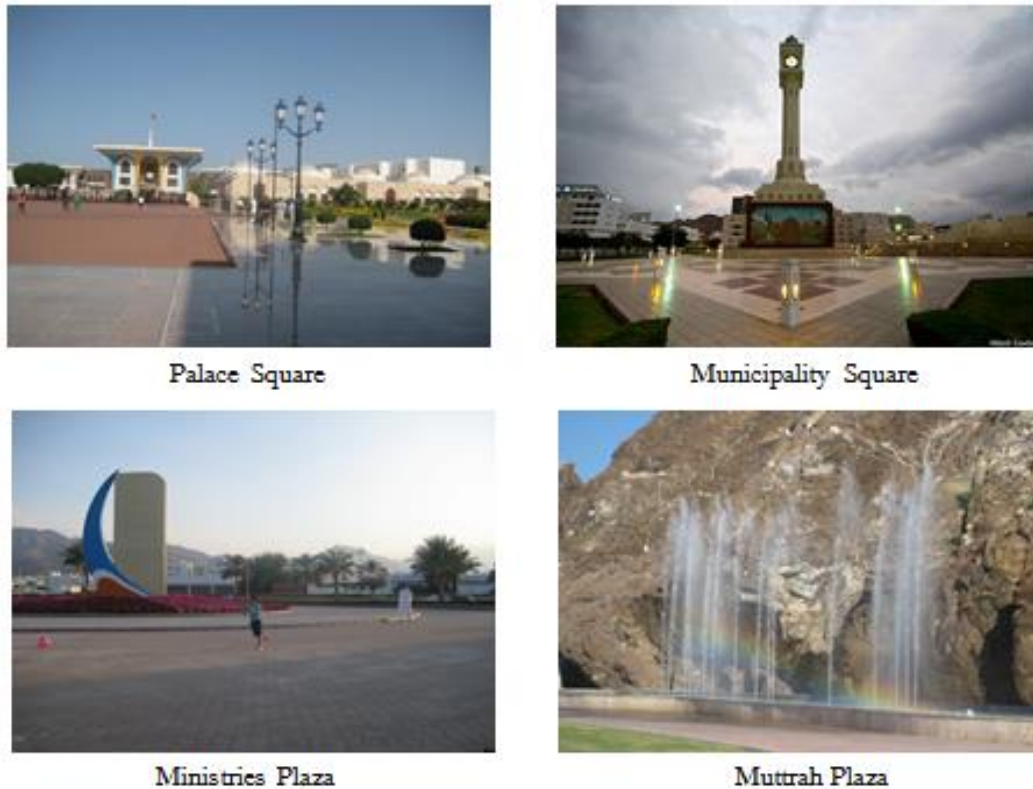 Palace Square
Municipality Square
Ministries Plaza
Muttrah Plaza